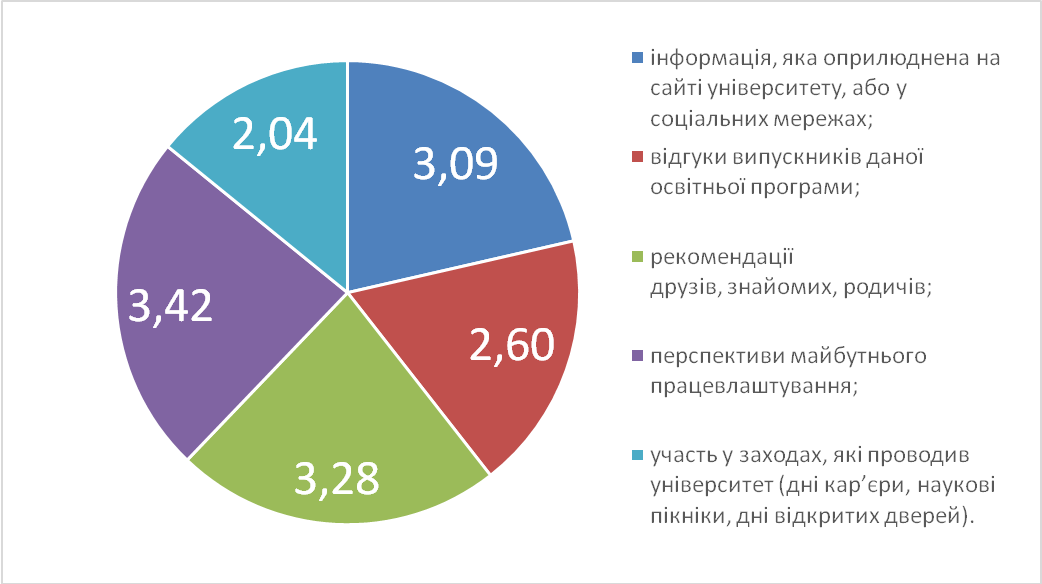 2,04
3,09
3,42
2,60
3,28
інформація, яка оприлюднена на
сайті університету, або у
соціальних мережах;
відгуки випускників даної
освітньої програми;
рекомендації
друзів, знайомих, родичів;
перспективи майбутнього
працевлаштування;
участь у заходах, які проводив
університет (дні кар’єри, наукові
пікніки, дні відкритих дверей).